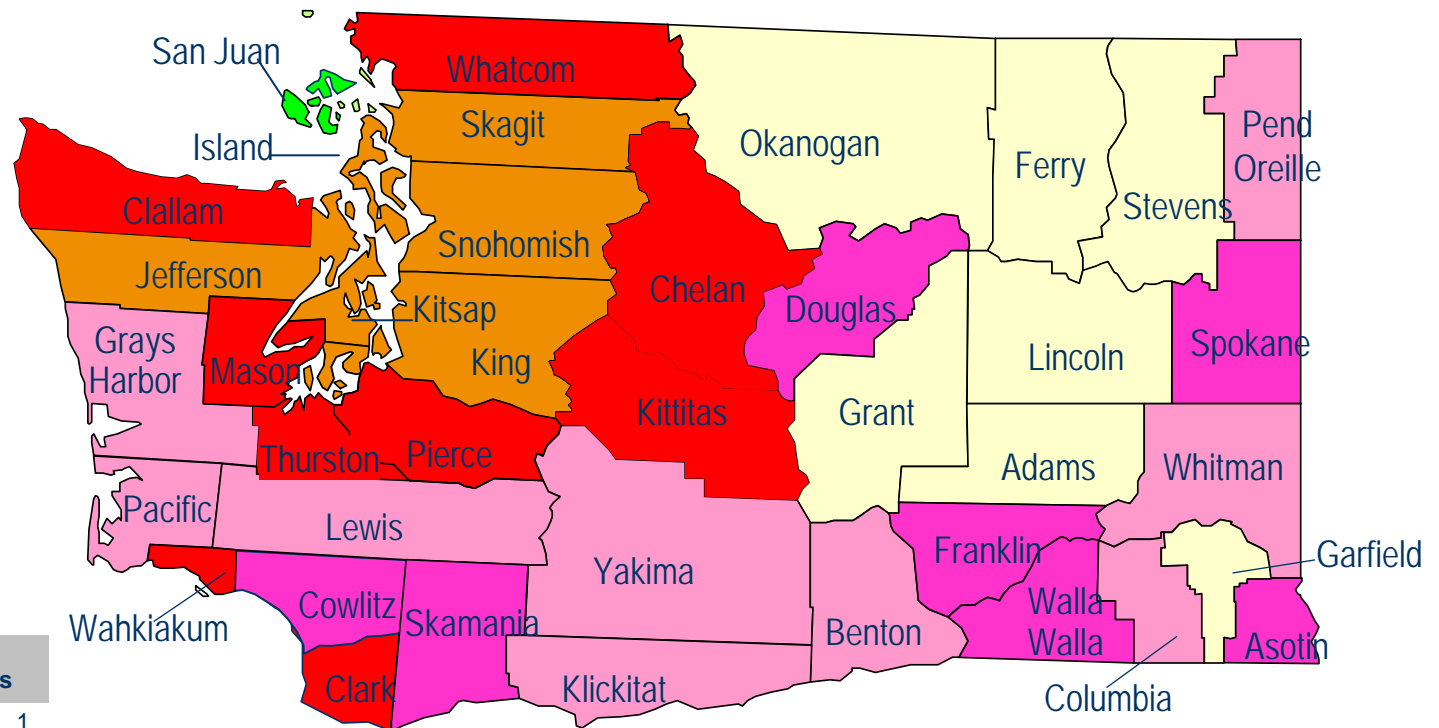 San Juan
Whatcom
Skagit
Island
Okanogan
Ferry
Pend
Oreille
Stevens
Clallam
Snohomish
Jefferson
Chelan
Kitsap
Douglas
Grays
Harbor
Mason
King
Lincoln
Spokane
Kittitas
Grant
Thurston
Pierce
Adams
Whitman
Pacific
Lewis
Yakima
Franklin
Garfield
Wahkiakum
Cowlitz
Skamania
Benton
Walla
Walla
Asotin
Clark
Klickitat
Columbia
s
1